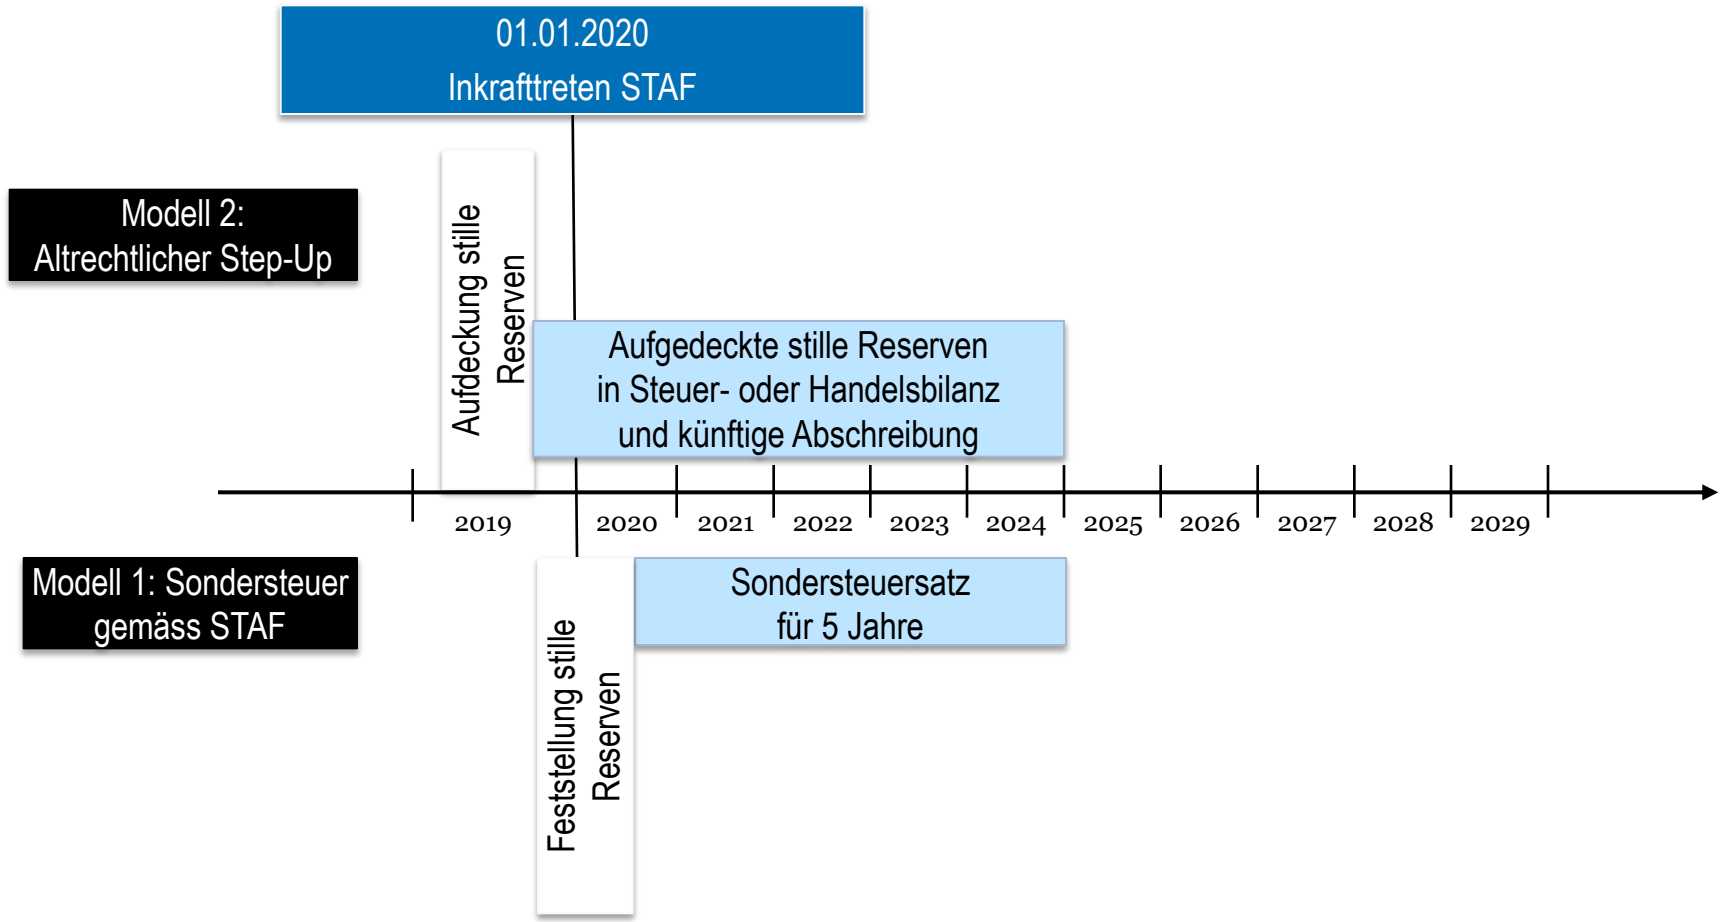 01.01.2020
Inkrafttreten STAF
Modell 2:
Altrechtlicher Step-Up
Aufdeckung stille
Reserven
Aufgedeckte stille Reserven
in Steuer- oder Handelsbilanz
und künftige Abschreibung
2019 2020 2021 2022 2023 2024 2025 2026 2027 2028 2029
Modell 1: Sondersteuer
gemäss STAF
Sondersteuersatz
für 5 Jahre
Feststellung stille
Reserven